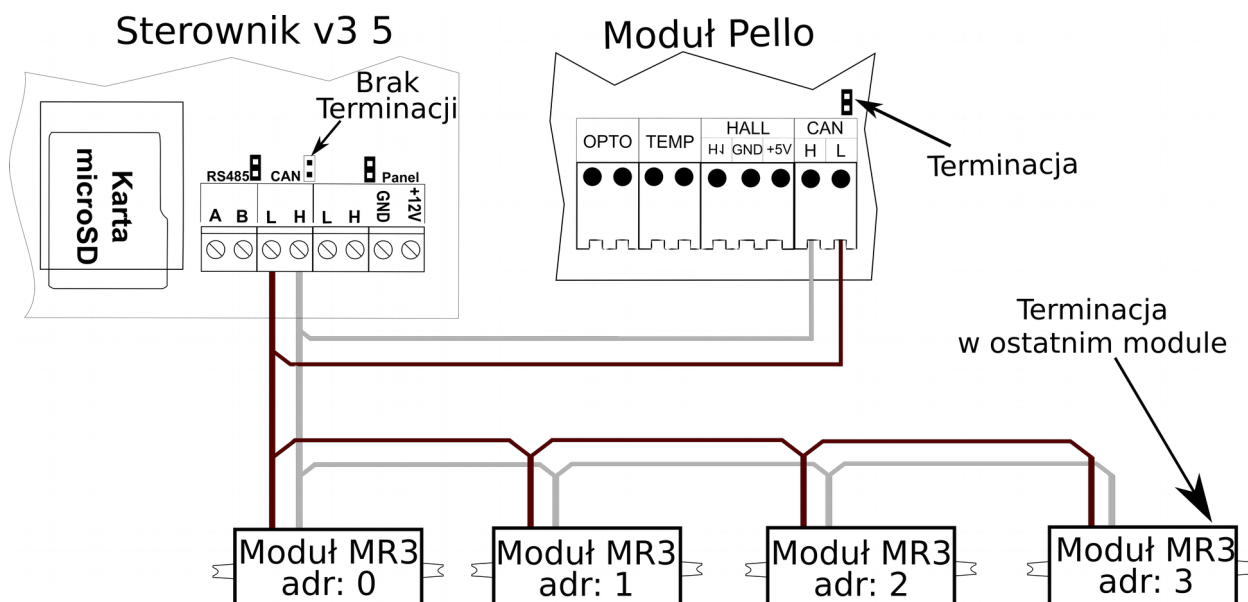 Sterownik v3 5
Moduł Pello
Brak
Terminacji
Karta
microSD
RS485
CAN
Panel
A B L H L H GND +12V
OPTO TEMP HALL CAN
H GND +5V H L
Terminacja
Terminacja
w ostatnim module
Moduł MR3
adr: 0
Moduł MR3
adr: 1
Moduł MR3
adr: 2
Moduł MR3
adr: 3